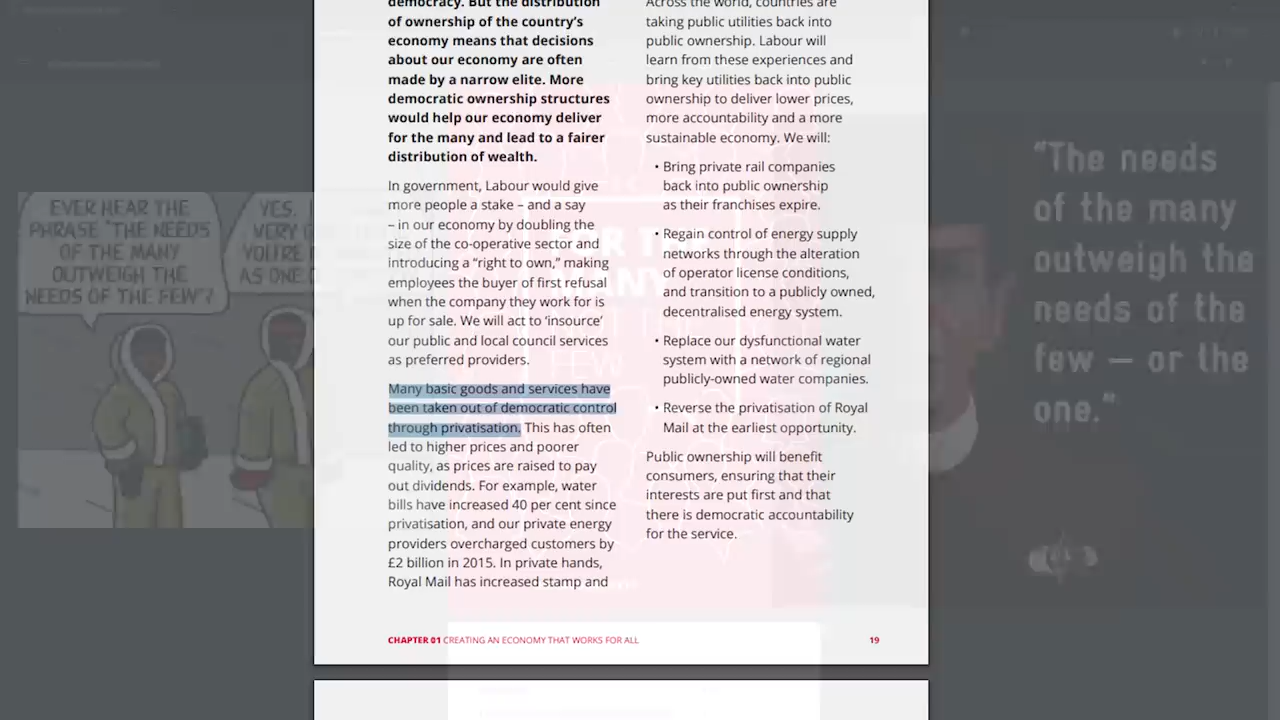 democracy. But the distribution
of ownership of the country's
economy means that decisions
about our economy are often
made by a narrow elite. More
democratic ownership structures
would help our economy deliver
for the many and lead to a fairer
distribution of wealth.
In government, Labour would give
more people a stake – and a say
– in our economy by doubling the
size of the co-operative sector and
introducing a “right to own,” making
employees the buyer of first refusal
when the company they work for is
up for sale. We will act to ‘insource’
our public and local council services
as preferred providers.
Many basic goods and services have
been taken out of democratic control
through privatisation. This has often
led to higher prices and poorer
quality, as prices are raised to pay
out dividends. For example, water
bills have increased 40 per cent since
privatisation, and our private energy
providers overcharged customers by
£2 billion in 2015. In private hands,
Royal Mail has increased stamp and
Across the world, countries are
taking public utilities back into
public ownership. Labour will
learn from these experiences and
bring key utilities back into public
ownership to deliver lower prices,
more accountability and a more
sustainable economy. We will:
• Bring private rail companies
back into public ownership
as their franchises expire.
• Regain control of energy supply
networks through the alteration
of operator license conditions,
and transition to a publicly owned,
decentralised energy system.
• Replace our dysfunctional water
system with a network of regional
publicly-owned water companies.
• Reverse the privatisation of Royal
Mail at the earliest opportunity.
Public ownership will benefit
consumers, ensuring that their
interests are put first and that
there is democratic accountability
for the service.
CHAPTER 01 CREATING AN ECONOMY THAT WORKS FOR ALL
19
EVER HEAR THE
PHRASE "THE NEEDS
OF THE MANY
OUTWEIGH THE
NEEDS OF THE FEW"?
YES.
VERY
YOU'RE
AS ONE
FOR THE
MANY
“The needs
of the many
outweigh the
needs of the
few – or the
one.”